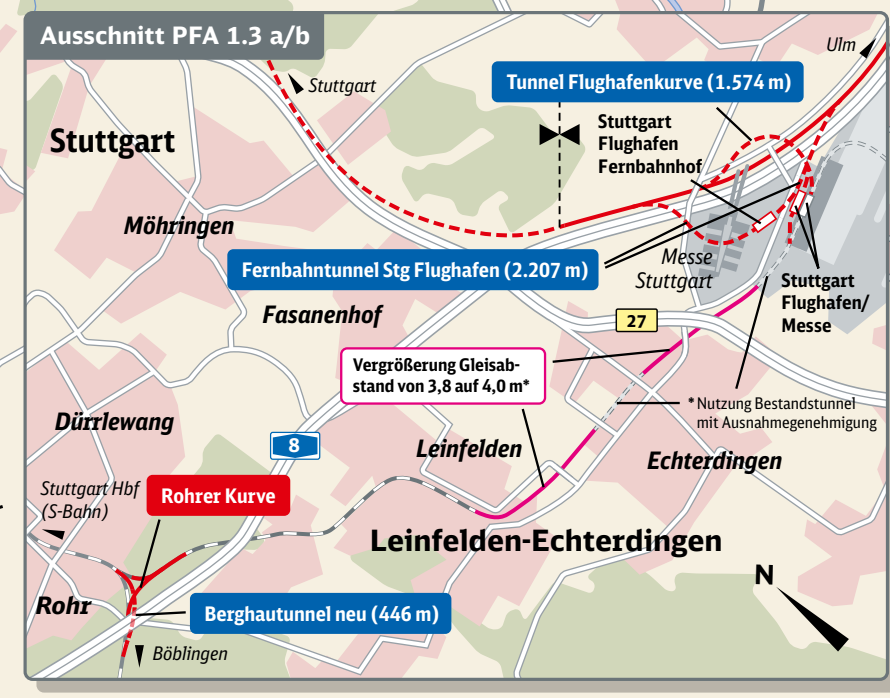 Ausschnitt PFA 1.3 a/b
Ulm
Stuttgart
Tunnel Flughafenkurve (1.574 m)
Stuttgart
Flughafen
Fernbahnhof
Stuttgart
Möhringen
Fernbahntunnel Stg Flughafen (2.207 m)
Messe
Stuttgart
Stuttgart
Flughafen/
Messe
Fasanenhof
27
Vergrößerung Gleisab-
stand von 3,8 auf 4,0 m*
* Nutzung Bestandstunnel
mit Ausnahmegenehmigung
Dürrlewang
8
Leinfelden
Echterdingen
Stuttgart Hbf
(S-Bahn)
Rohrer Kurve
Leinfelden-Echterdingen
N
Rohr
Berghautunnel neu (446 m)
Böblingen